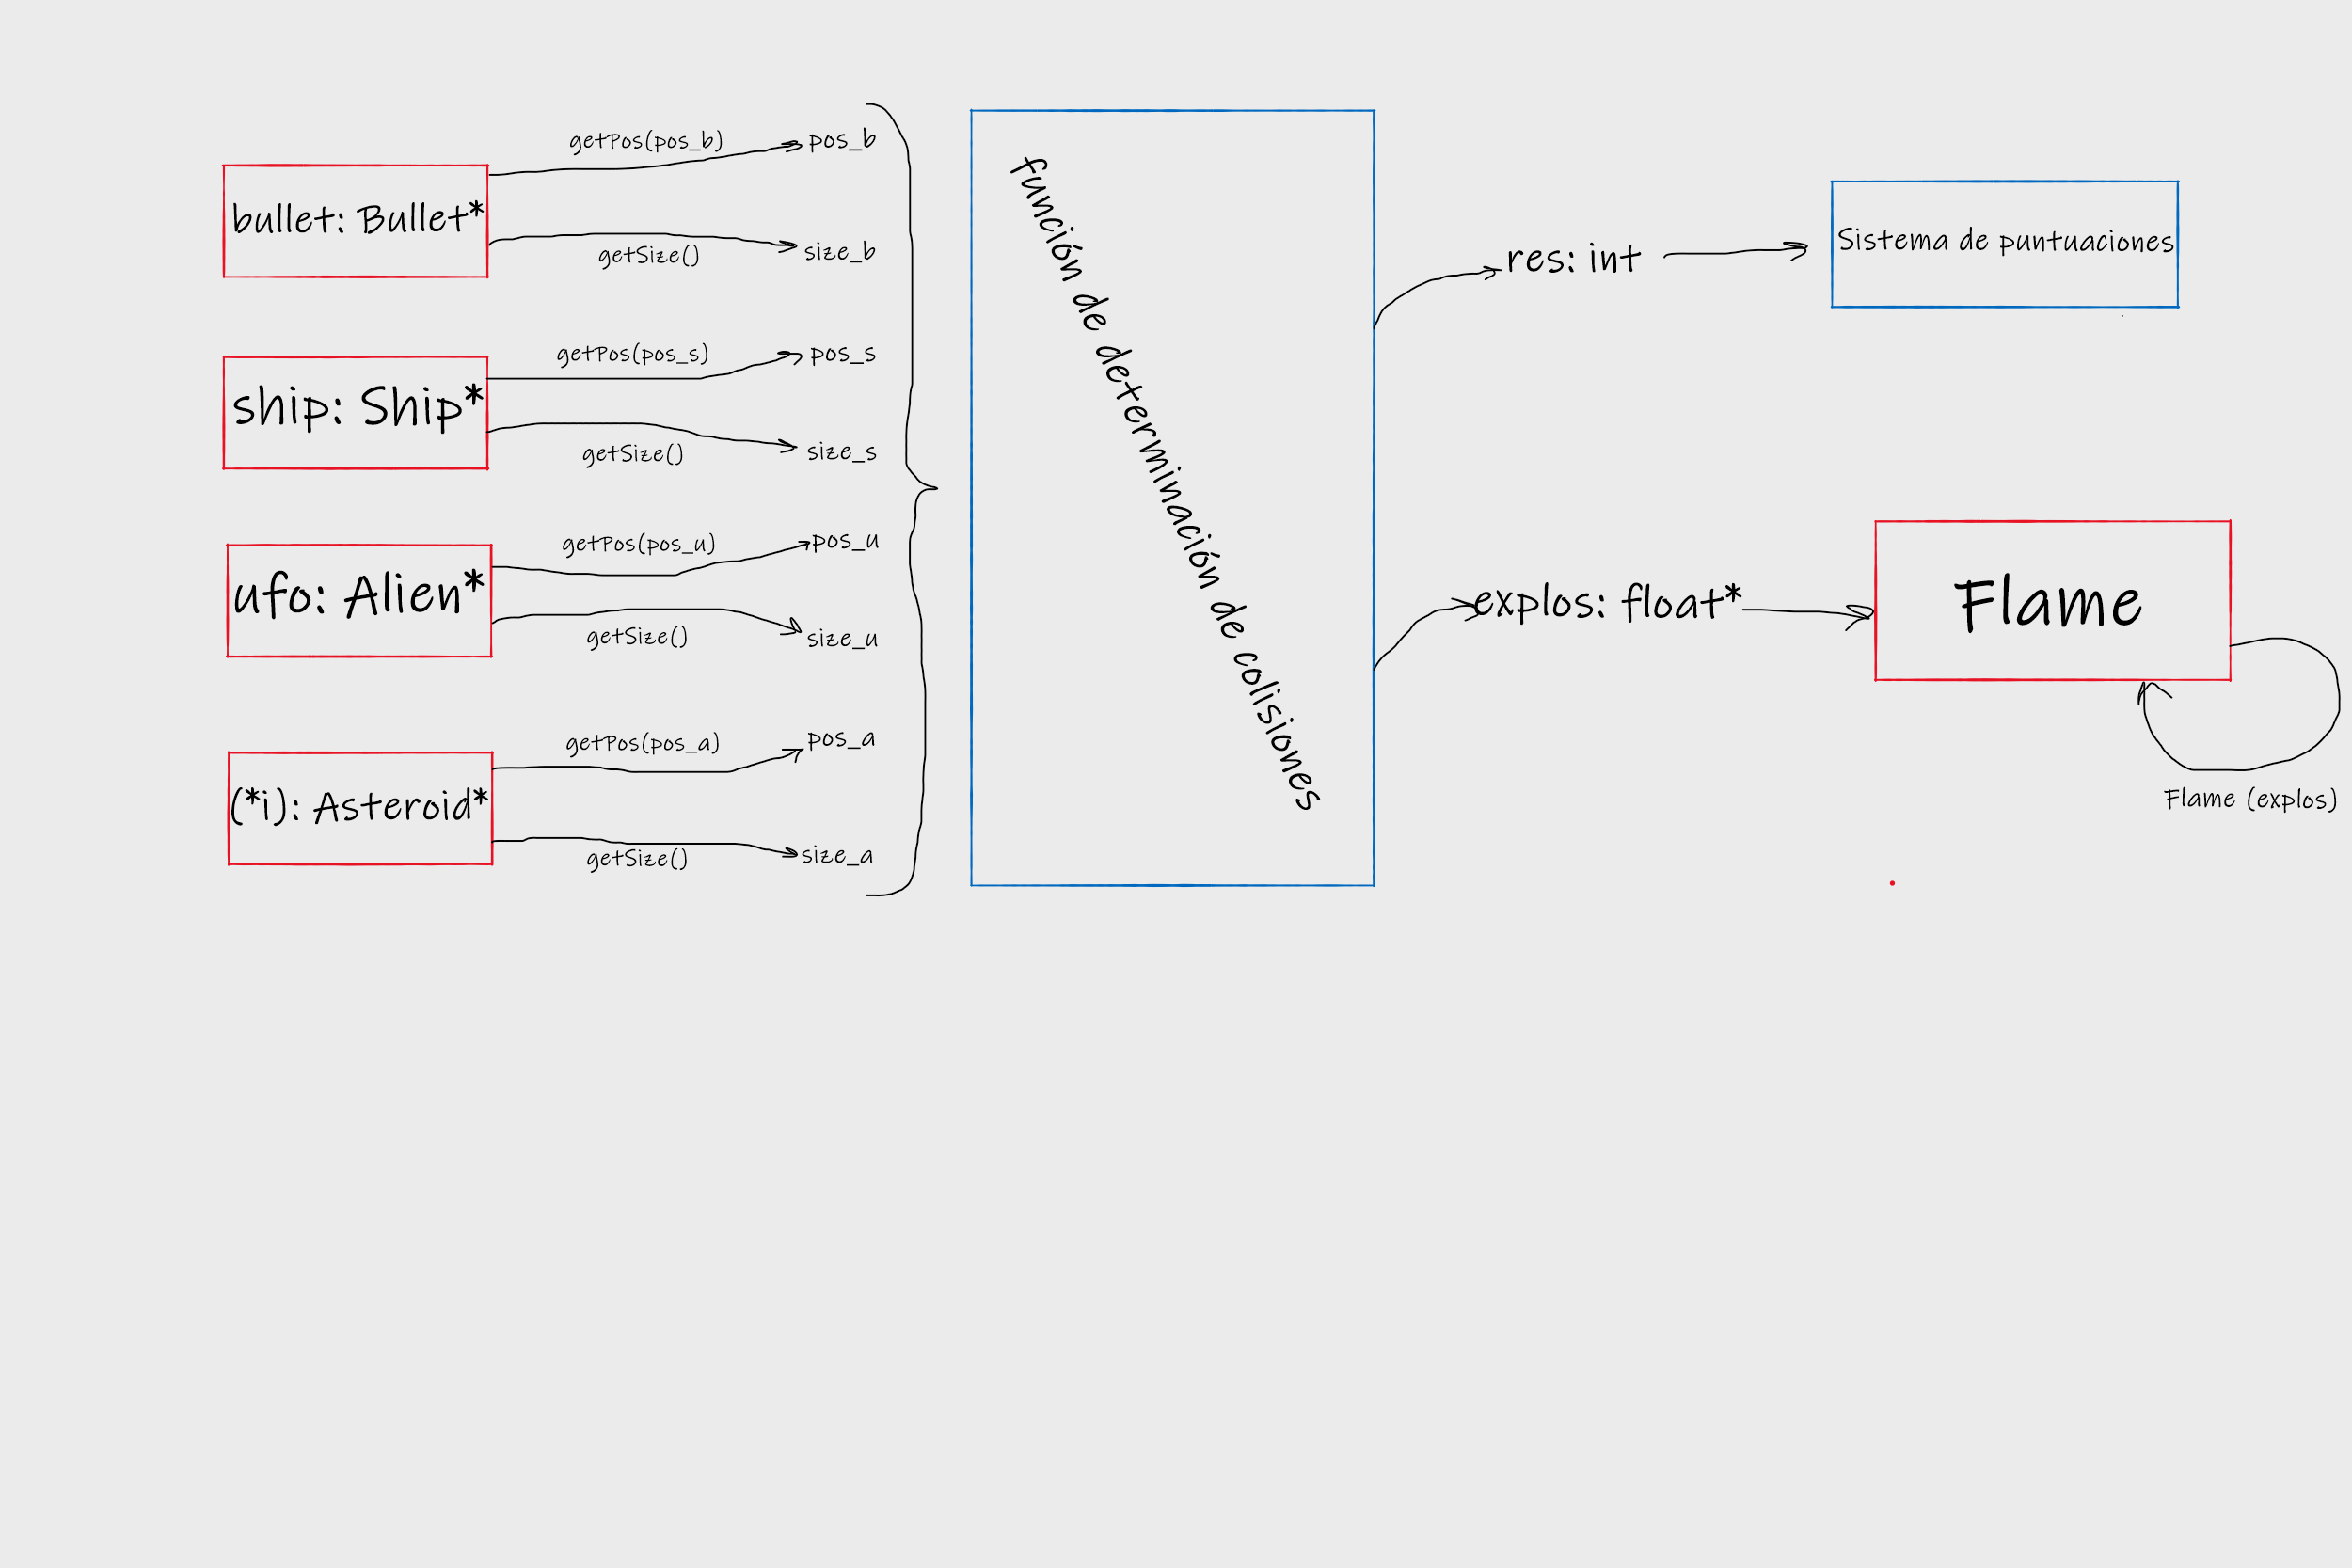 getPos(pos_b)
pos_b
bullet: Bullet*
getSize()
size_b
getPos(pos_s)
pos_s
ship: Ship*
getSize()
size_s
getPos(pos_u)
pos_u
ufo: Alien*
getSize()
size_u
getPos(pos_a)
pos_a
(*i): Asteroid*
getSize()
size_a
función de determinación de colisiones
res: int
Sistema de puntuaciones
explos: float*
Flame
Flame (explos)